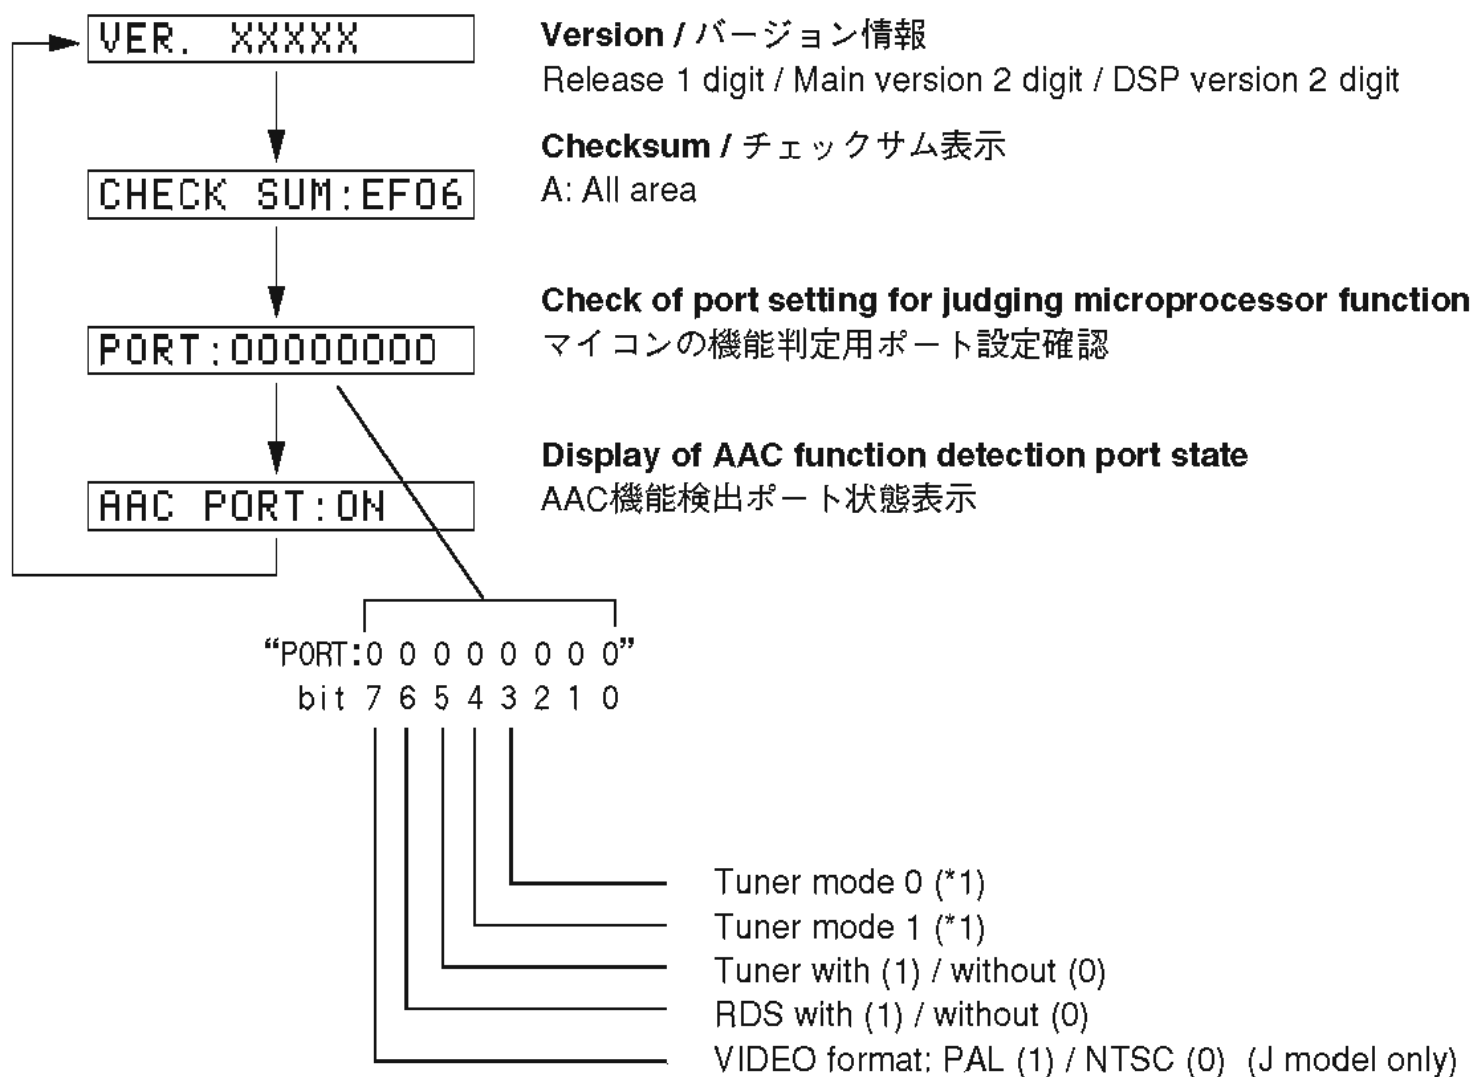 VER. XXXXX
Version / バージョン情報
Release 1 digit / Main version 2 digit / DSP version 2 digit
CHECK SUM:EF06
Checksum / チェックサム表示
A: All area
PORT:00000000
Check of port setting for judging microprocessor function
マイコンの機能判定用ポート設定確認
AAC PORT:ON
Display of AAC function detection port state
AAC機能検出ポート状態表示
“PORT:0 0 0 0 0 0 0 0”
bit 7 6 5 4 3 2 1 0
Tuner mode 0 (*1)
Tuner mode 1 (*1)
Tuner with (1) / without (0)
RDS with (1) / without (0)
VIDEO format: PAL (1) / NTSC (0) (J model only)